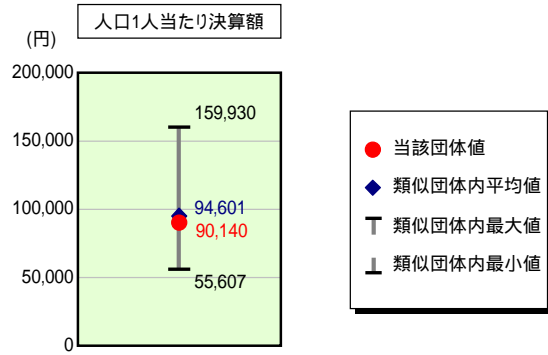 人口1人当たり決算額
(円)
200,000
150,000
100,000
50,000
0
159,930
94,601
90,140
55,607
当該団体値
類似団体内平均値
類似団体内最大値
類似団体内最小値